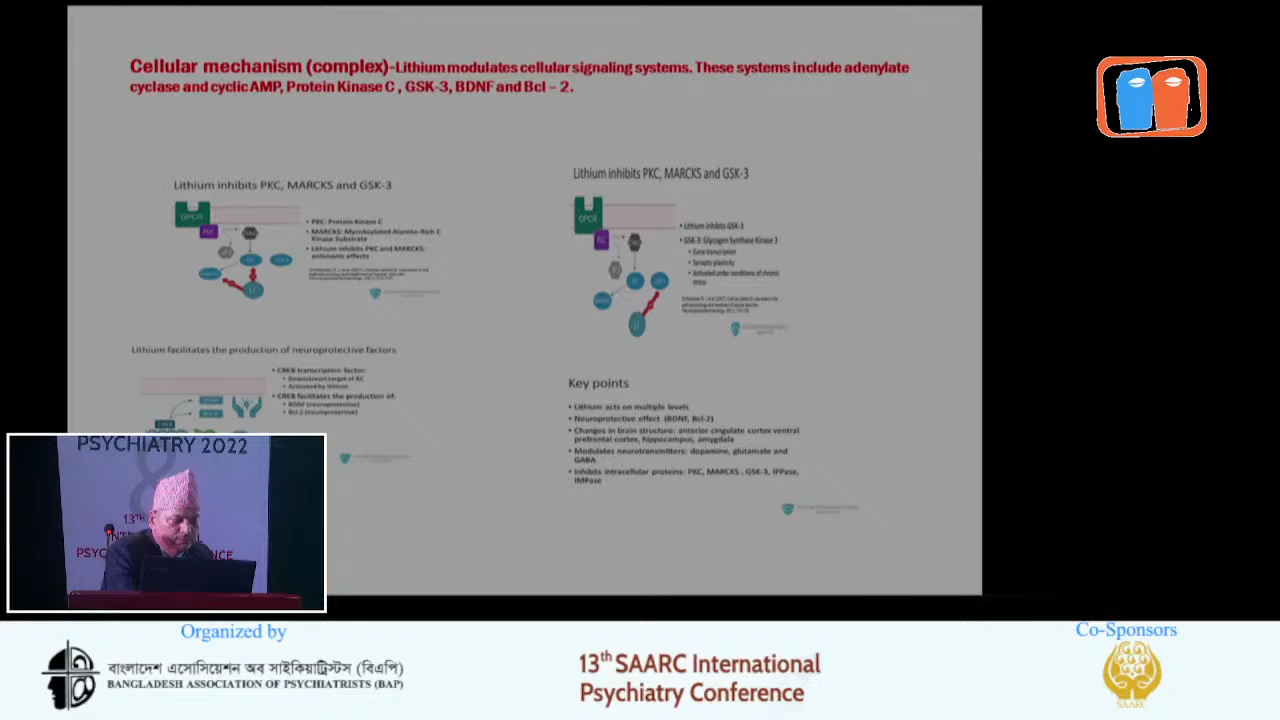 Cellular mechanism (complex)-Lithium modulates cellular signaling systems. These systems include adenylate
cyclase and cyclic AMP, Protein Kinase C , GSK-3, BDNF and Bcl – 2.
Lithium inhibits PKC, MARCKS and GSK-3
GPCR
PLC
• PKC: Protein Kinase C
• MARCKS: Myristoylated Alanine-Rich C
Kinase Substrate
• Lithium inhibits PKC and MARCKS:
antimanic effects
Lithium inhibits PKC, MARCKS and GSK-3
GPCR
• Lithium inhibits GSK-3
• GSK-3: Glycogen Synthase Kinase 3
• Gene transcription
• Synaptic plasticity
• Activated under conditions of chronic
stress
Lithium facilitates the production of neuroprotective factors
• CREB transcription factor:
• Downstream target of AC
• Activated by lithium
• CREB facilitates the production of:
• BDNF (neuroprotective)
• Bcl-2 (neuroprotective)
CREB
Key points
• Lithium acts on multiple levels
• Neuroprotective effect (BDNF, Bcl-2)
• Changes in brain structure: anterior cingulate cortex ventral
prefrontal cortex, hippocampus, amygdala
• Modulates neurotransmitters: dopamine, glutamate and
GABA
• Inhibits intracellular proteins: PKC, MARCKS , GSK-3, IPPase,
IMPase
PSYCHIATRY 2022
13TH
Organized by
বাংলাদেশ এসোসিয়েশন অব সাইকিয়াট্রিস্টস (বিএপি)
BANGLADESH ASSOCIATION OF PSYCHIATRISTS (BAP)
13th SAARC International
Psychiatry Conference
Co-Sponsors
SAARC